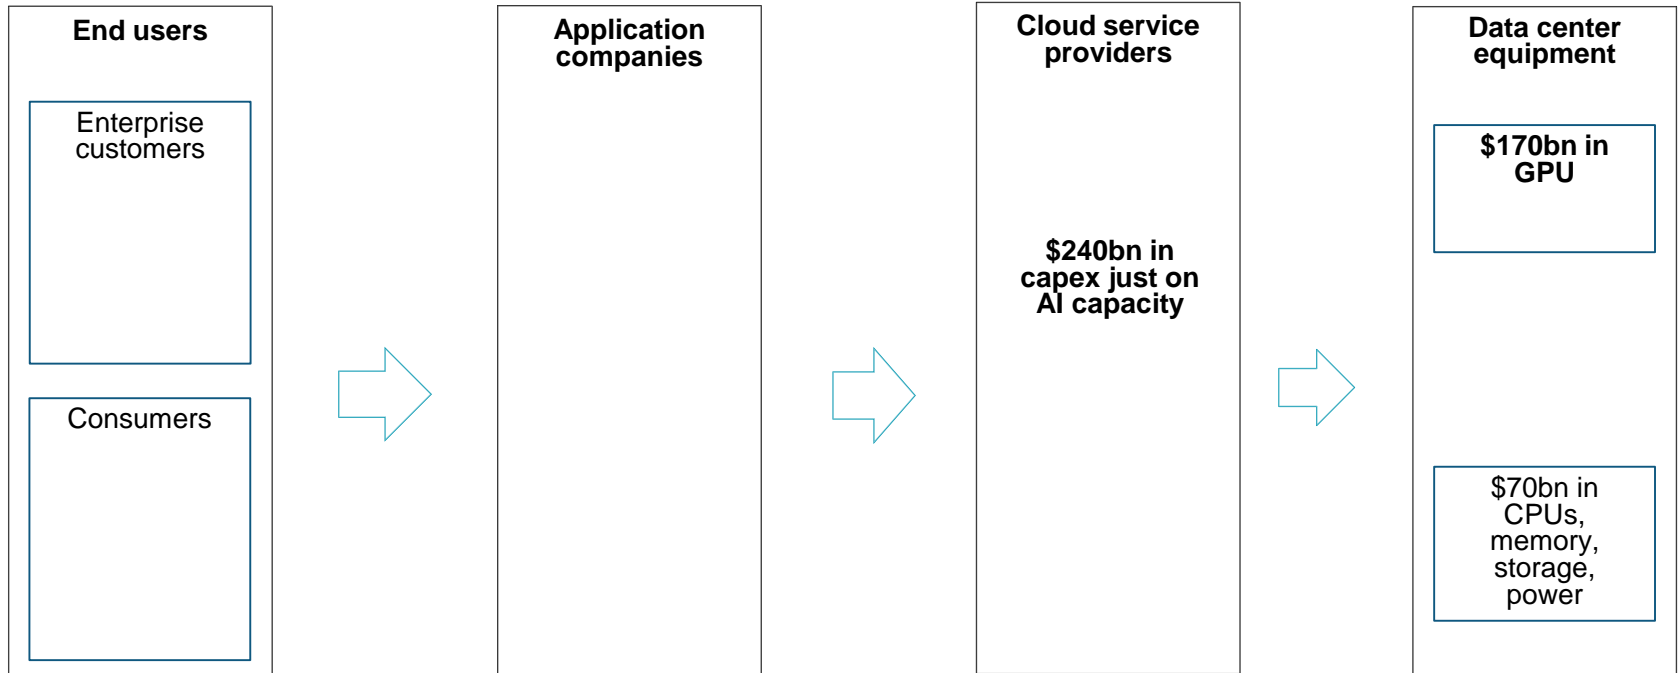 End users
Enterprise
customers
Consumers
Application
companies
Cloud service
providers
$240bn in
capex just on
AI capacity
Data center
equipment
$170bn in
GPU
$70bn in
CPUs,
memory,
storage,
power